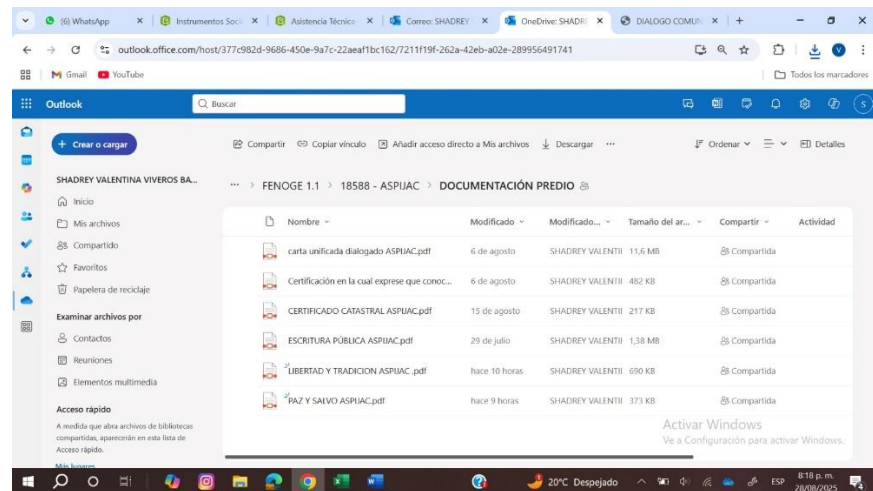 (6) WhatsApp
Instrumentos Soci
Asistencia Técnica
Correo: SHADREY
OneDrive: SHADRE
DIALOGO COMUN
outlook.office.com/host/377c982d-9686-450e-9a7c-22aeaf1bc162/7211f19f-262a-42eb-a02e-289956491741
V
Gmail
YouTube
Todos los marcadores
Outlook
Buscar
S
Crear o cargar
Compartir
Copiar vínculo
Añadir acceso directo a Mis archivos
Descargar
Ordenar
Detalles
SHADREY VALENTINA VIVEROS BA...
... > FENOGE 1.1 > 18588 - ASPIJAC > DOCUMENTACIÓN PREDIO
Inicio
Mis archivos
Compartido
Favoritos
Papelera de reciclaje
Examinar archivos por
Contactos
Reuniones
Elementos multimedia
Acceso rápido
A medida que abra archivos de bibliotecas
compartidas, aparecerán en esta lista de
Acceso rápido.
Más lugares
Nombre Modificado Modificado... Tamaño del ar... Compartir Actividad
carta unificada dialogado ASPIJAC.pdf 6 de agosto SHADREY VALENTII 11,6 MB Compartida
Certificación en la cual exprese que conoc... 6 de agosto SHADREY VALENTII 482 KB Compartida
CERTIFICADO CATASTRAL ASPIJAC.pdf 15 de agosto SHADREY VALENTII 217 KB Compartida
ESCRITURA PÚBLICA ASPIJAC.pdf 29 de julio SHADREY VALENTII 1,38 MB Compartida
LIBERTAD Y TRADICION ASPIJAC .pdf hace 10 horas SHADREY VALENTII 690 KB Compartida
PAZ Y SALVO ASPIJAC.pdf hace 9 horas SHADREY VALENTII 373 KB Compartida
Activar Windows
Ve a Configuración para activar Windows.
20°C Despejado
ESP
8:18 p. m.
28/08/2025